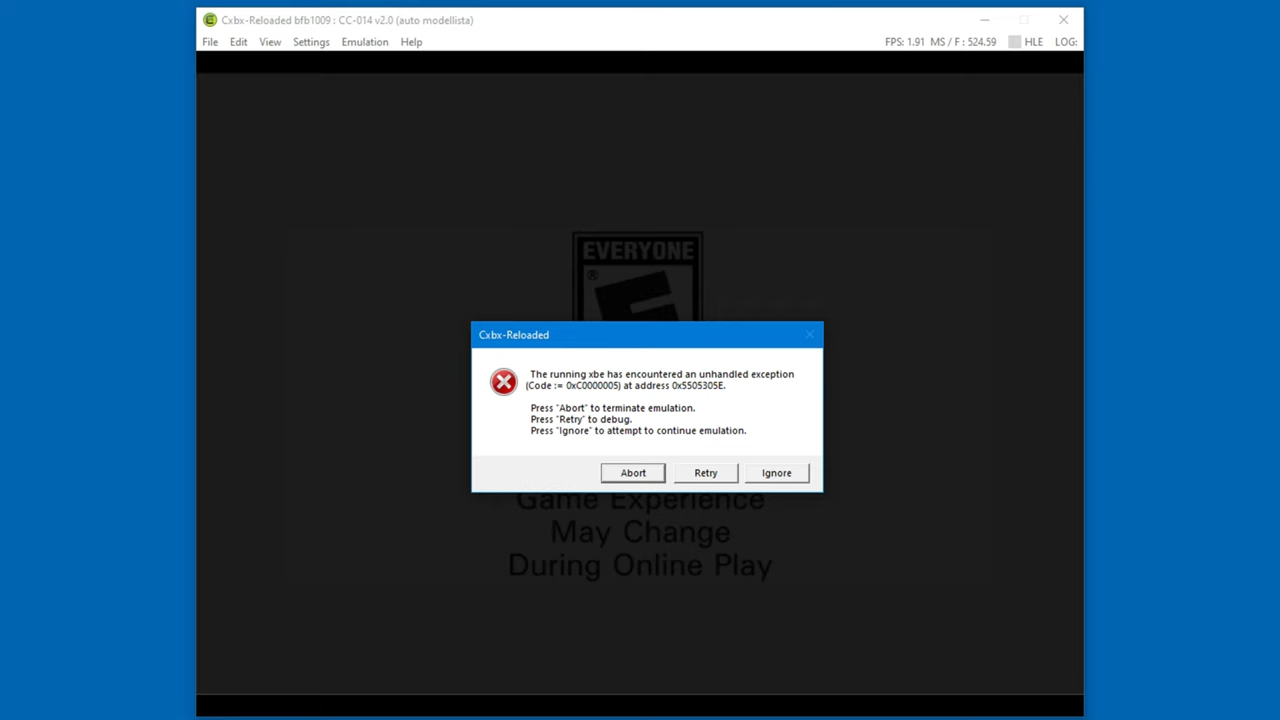 Cxbx-Reloaded bfb1009 : CC-014 v2.0 (auto modellista)
File Edit View Settings Emulation Help FPS: 1.91 MS / F : 524.59 HLE LOG:
EVERYONE
®
Cxbx-Reloaded
The running xbe has encountered an unhandled exception
(Code := 0xC0000005) at address 0x5505305E.
Press "Abort" to terminate emulation.
Press "Retry" to debug.
Press "Ignore" to attempt to continue emulation.
Abort Retry Ignore
Game Experience
May Change
During Online Play